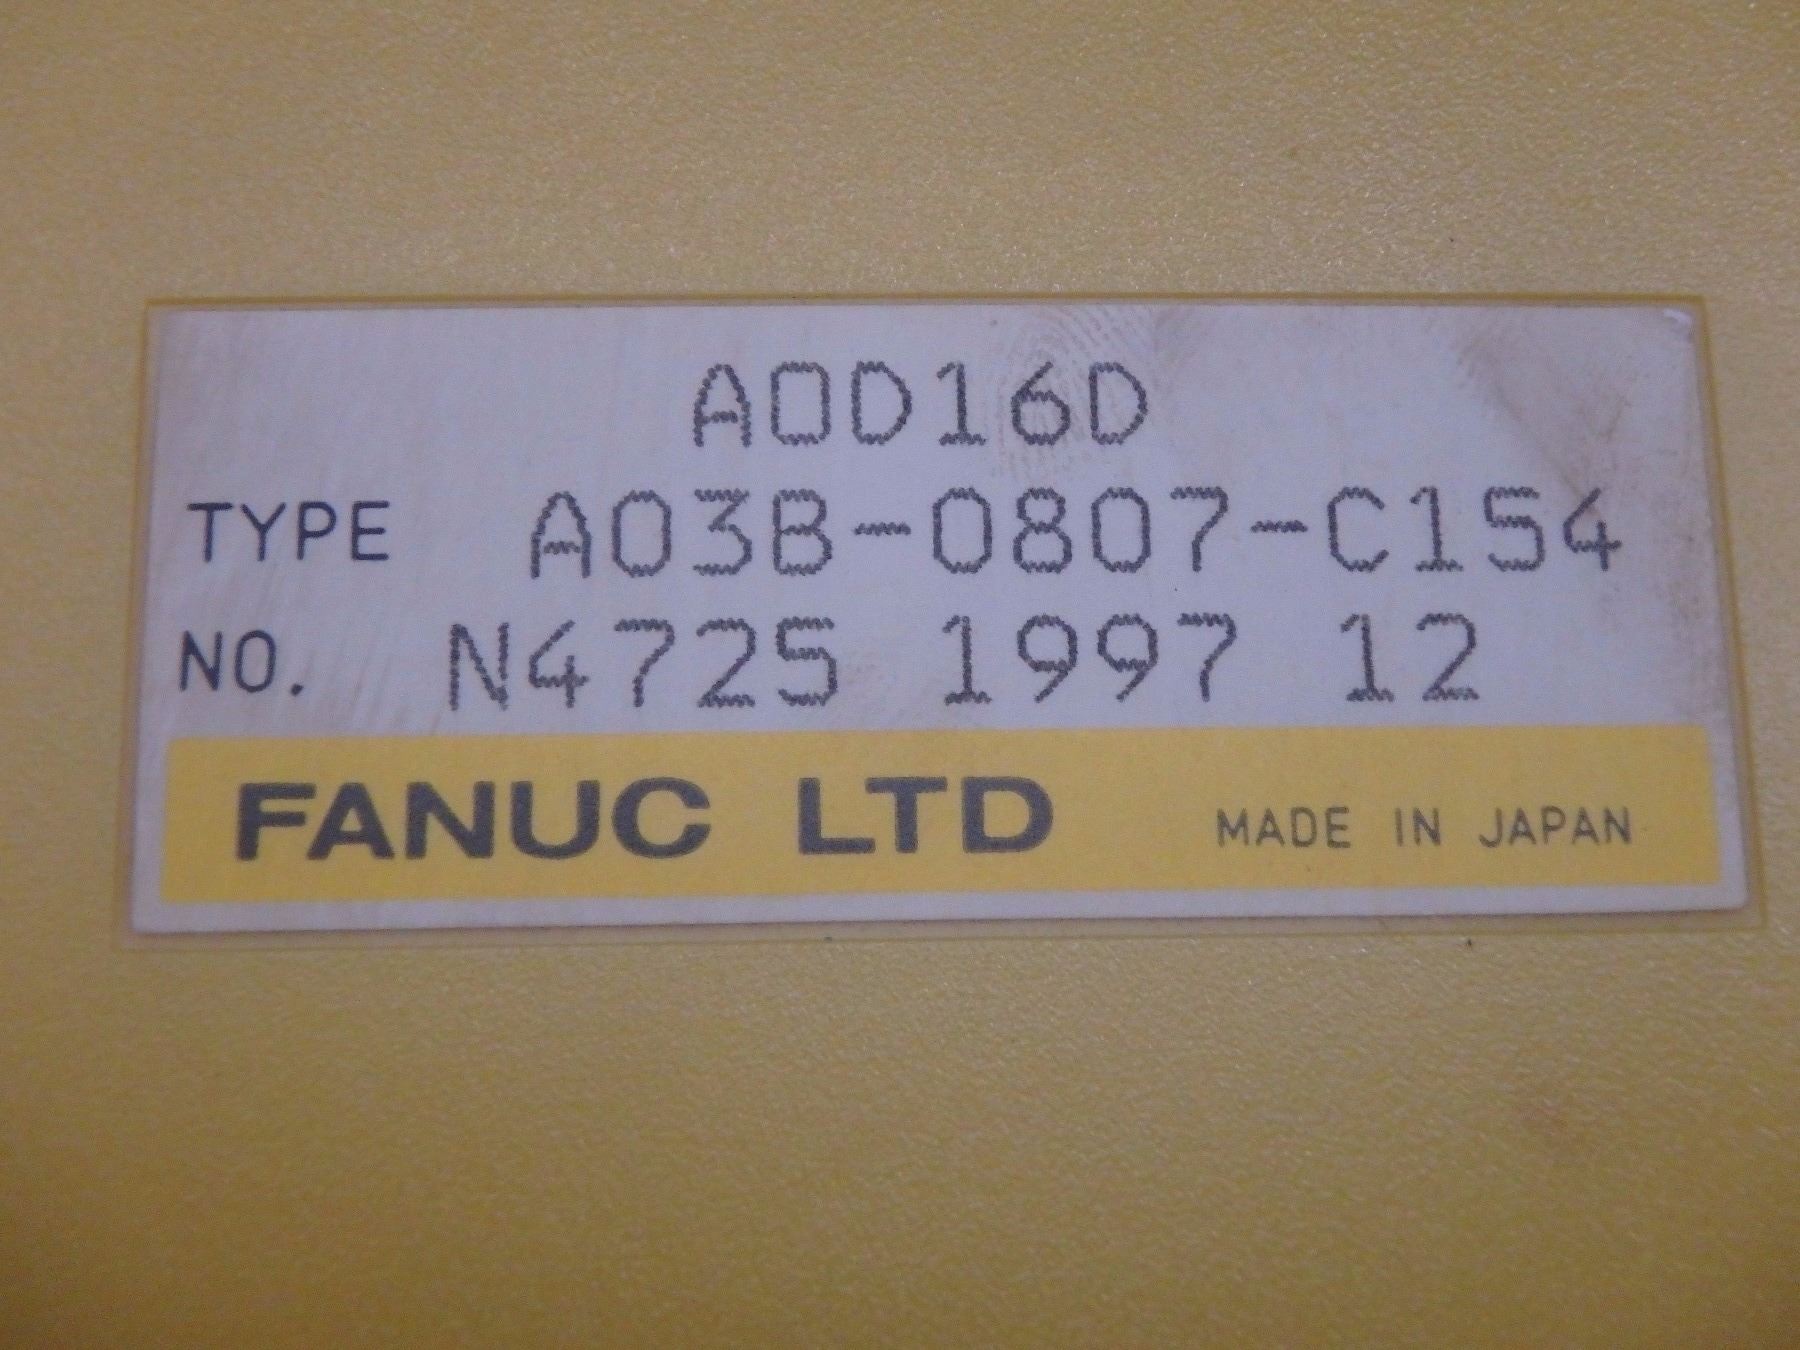 AOD16D
TYPE A03B-0807-C154
NO. N4725 1997 12
FANUC LTD MADE IN JAPAN